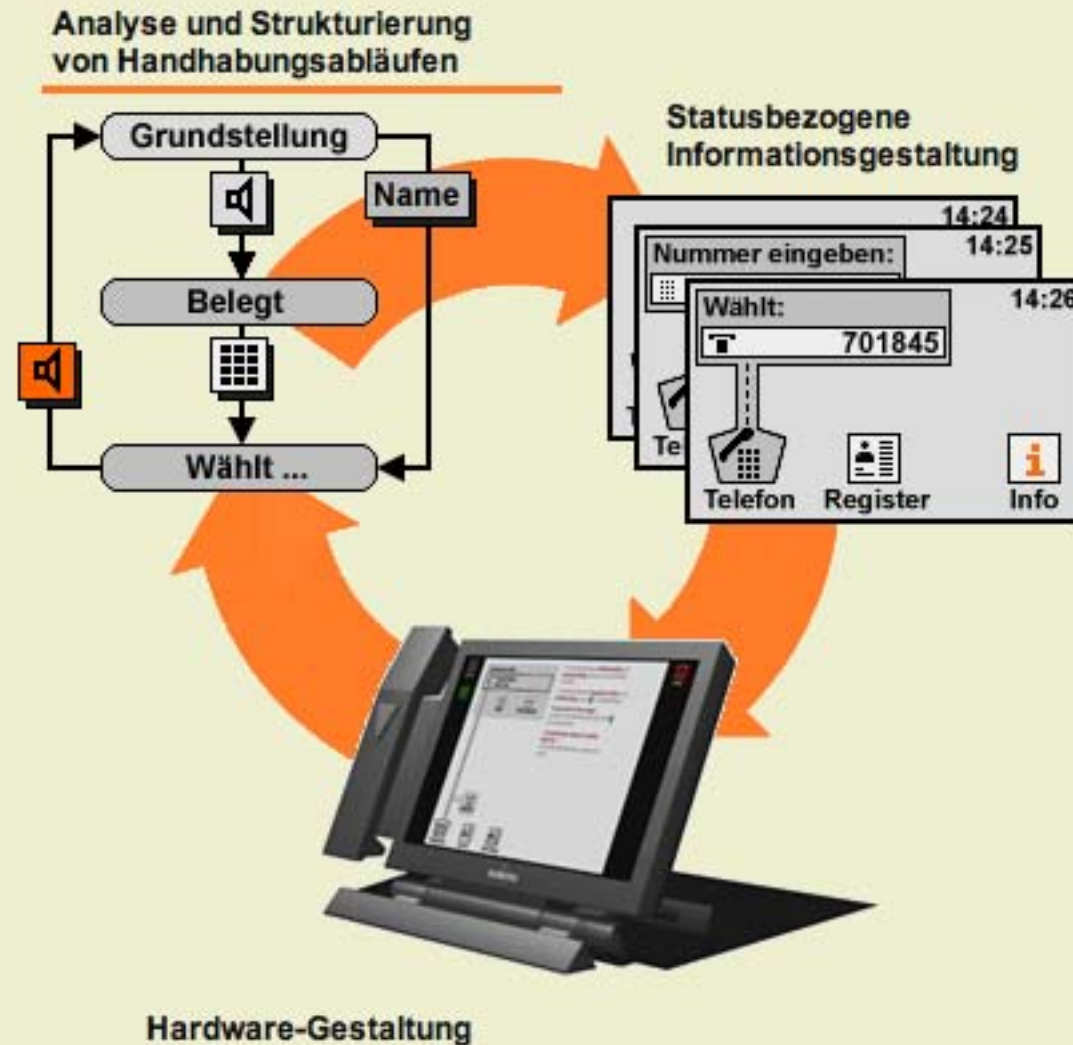 Analyse und Strukturierung
von Handhabungsabläufen
Grundstellung
Name
Belegt
Wählt ...
Statusbezogene
Informationsgestaltung
14:24
Nummer eingeben:
14:25
Te
Wählt:
14:26
701845
Telefon
Register
Info
Hardware-Gestaltung